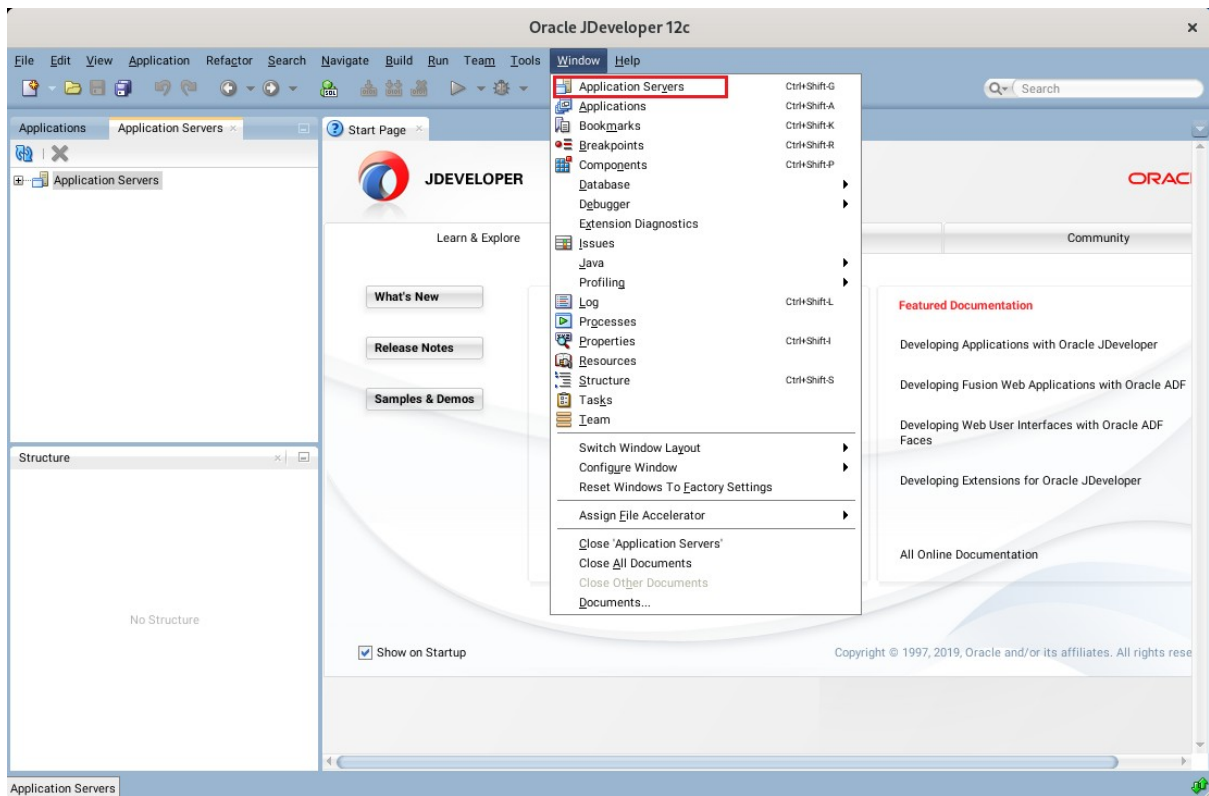 Oracle JDeveloper 12c
File Edit View Application Refactor Search Navigate Build Run Team Tools Window Help
Search
Applications
Application Servers
Application Servers
Start Page
JDEVELOPER
ORAC
Learn & Explore
Community
What's New
Release Notes
Samples & Demos
Application Servers Ctrl+Shift-G
Applications Ctrl+Shift-A
Bookmarks Ctrl+Shift-K
Breakpoints Ctrl+Shift-R
Components Ctrl+Shift-P
Database
Debugger
Extension Diagnostics
Issues
Java
Profiling
Log Ctrl+Shift-L
Processes
Properties Ctrl+Shift-I
Resources
Structure Ctrl+Shift-S
Tasks
Team
Switch Window Layout
Configure Window
Reset Windows To Factory Settings
Assign File Accelerator
Close 'Application Servers'
Close All Documents
Close Other Documents
Documents...
Featured Documentation
Developing Applications with Oracle JDeveloper
Developing Fusion Web Applications with Oracle ADF
Developing Web User Interfaces with Oracle ADF
Faces
Developing Extensions for Oracle JDeveloper
All Online Documentation
Structure
No Structure
Show on Startup
Copyright © 1997, 2019, Oracle and/or its affiliates. All rights rese
Application Servers